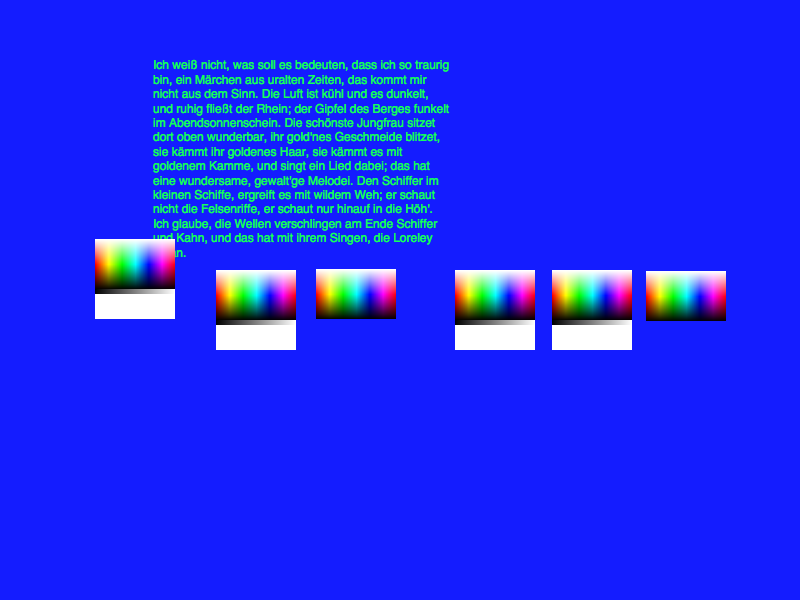 Ich weiß nicht, was soll es bedeuten, dass ich so traurig
bin, ein Märchen aus uralten Zeiten, das kommt mir
nicht aus dem Sinn. Die Luft ist kühl und es dunkelt,
und ruhig fließt der Rhein; der Gipfel des Berges funkelt
im Abendsonnenschein. Die schönste Jungfrau sitzet
dort oben wunderbar, ihr gold'nes Geschmeide blitzet,
sie kämmt ihr goldenes Haar, sie kämmt es mit
goldenem Kamme, und singt ein Lied dabei; das hat
eine wundersame, gewalt'ge Melodei. Den Schiffer im
kleinen Schiffe, ergreift es mit wildem Weh; er schaut
nicht die Felsenriffe, er schaut nur hinauf in die Höh'.
Ich glaube, die Wellen verschlingen am Ende Schiffer
und Kahn, und das hat mit ihrem Singen, die Loreley